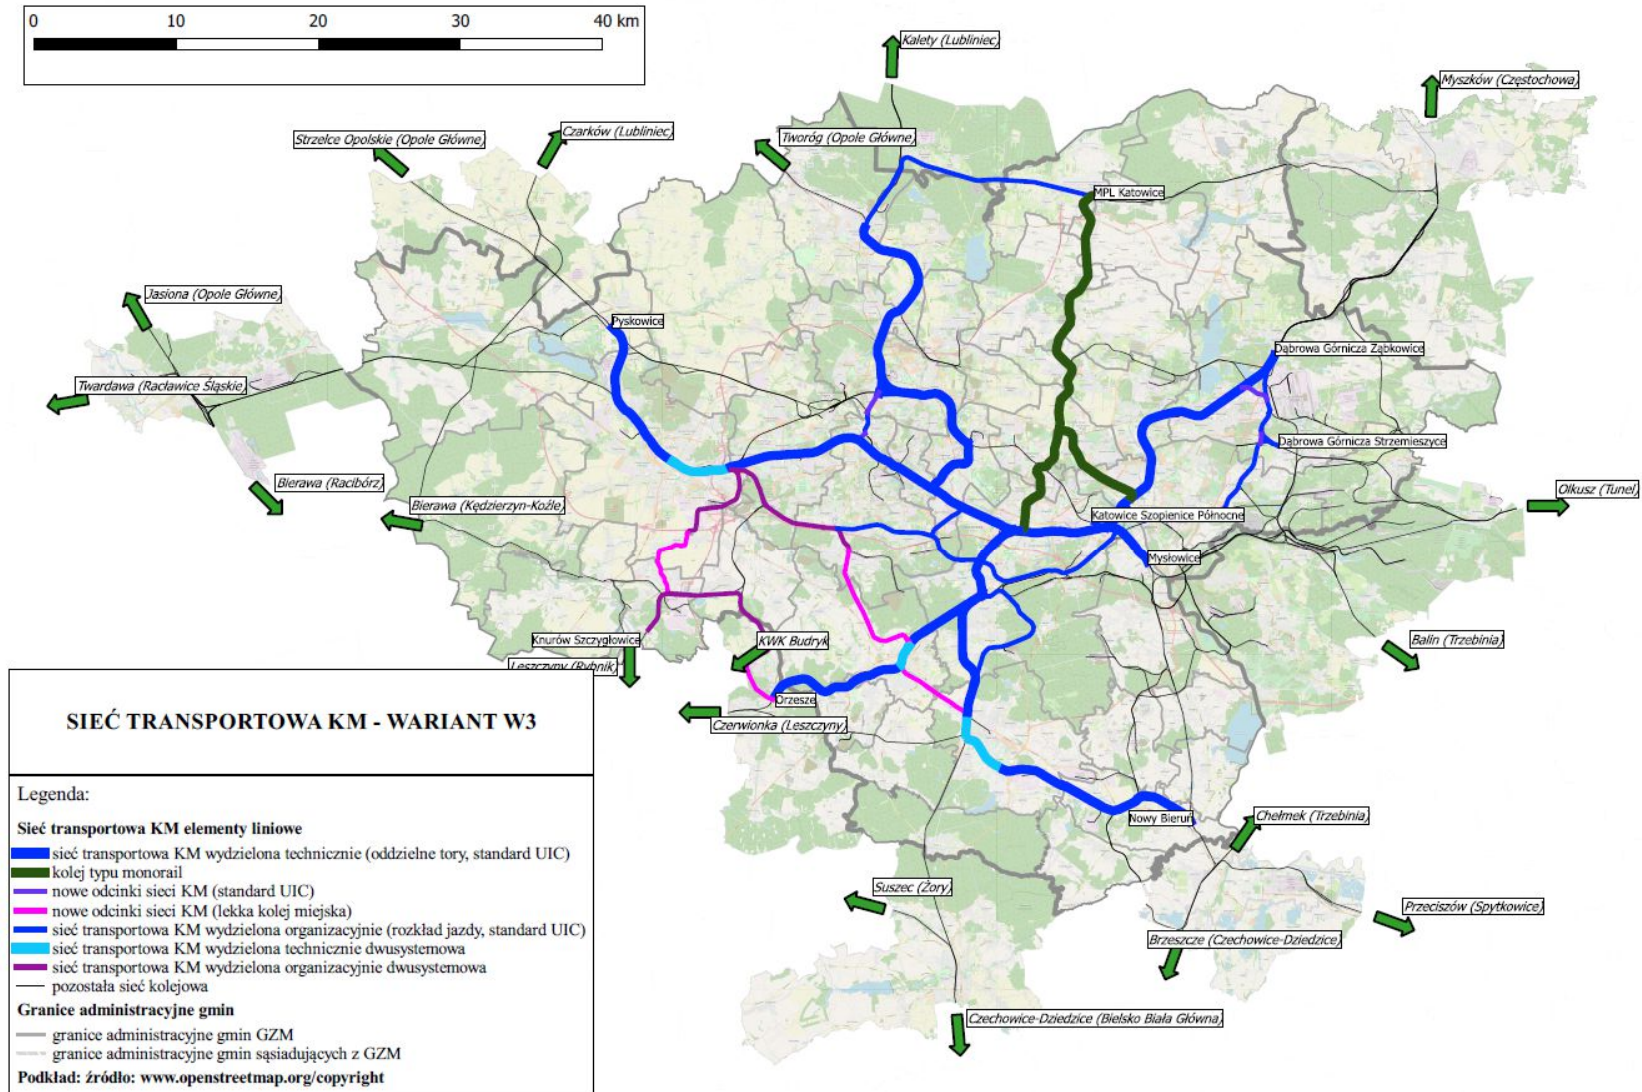 0 10 20 30 40 km
Kalety (Lubliniec)
Myszków (Częstochowa)
Strzelce Opolskie (Opole Główne)
Czarków (Lubliniec)
Tworóg (Opole Główne)
MPL Katowice
Jasiona (Opole Główne)
Pyskowice
Dąbrowa Górnicza Ząbkowice
Twardawa (Racławice Śląskie)
Dąbrowa Górnicza Strzemieszyce
Bierawa (Racibórz)
Olkusz (Tunel)
Bierawa (Kędzierzyn-Koźle)
Katowice Szopienice Północne
Mysłowice
Knurów Szczygłowice
KWK Budryk
Balin (Trzebinia)
Leszczyny (Rybnik)
Orzesze
Czerwionka (Leszczyny)
SIEĆ TRANSPORTOWA KM - WARIANT W3
Legenda:
Sieć transportowa KM elementy liniowe
sieć transportowa KM wydzielona technicznie (oddzielne tory, standard UIC)
kolej typu monorail
nowe odcinki sieci KM (standard UIC)
nowe odcinki sieci KM (lekka kolej miejska)
sieć transportowa KM wydzielona organizacyjnie (rozkład jazdy, standard UIC)
sieć transportowa KM wydzielona technicznie dwusystemowa
sieć transportowa KM wydzielona organizacyjnie dwusystemowa
pozostała sieć kolejowa
Granice administracyjne gmin
granice administracyjne gmin GZM
granice administracyjne gmin sąsiadujących z GZM
Podkład: źródło: www.openstreetmap.org/copyright
Nowy Bieruń
Chełmek (Trzebinia)
Suszec (Żory)
Przeciszów (Spytkowice)
Brzeszcze (Czechowice-Dziedzice)
Czechowice-Dziedzice (Bielsko Biała Główna)